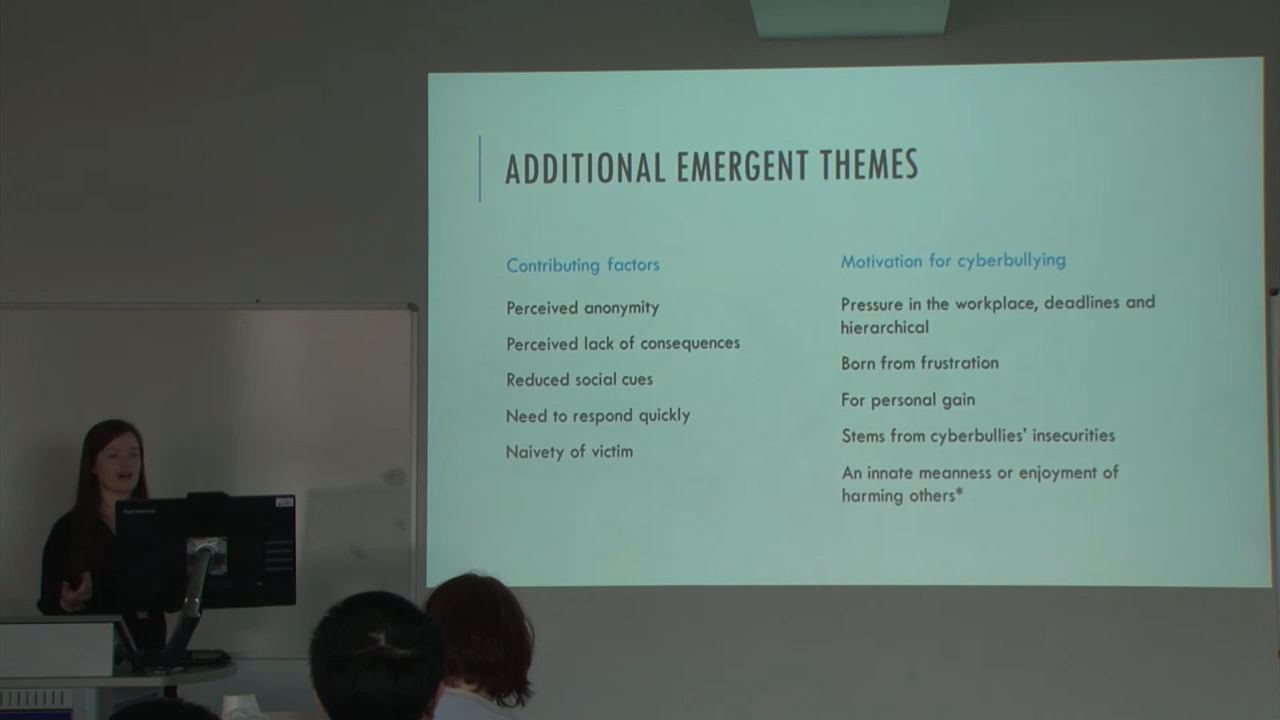 ADDITIONAL EMERGENT THEMES
Contributing factors
Perceived anonymity
Perceived lack of consequences
Reduced social cues
Need to respond quickly
Naivety of victim
Motivation for cyberbullying
Pressure in the workplace, deadlines and
hierarchical
Born from frustration
For personal gain
Stems from cyberbullies' insecurities
An innate meanness or enjoyment of
harming others*